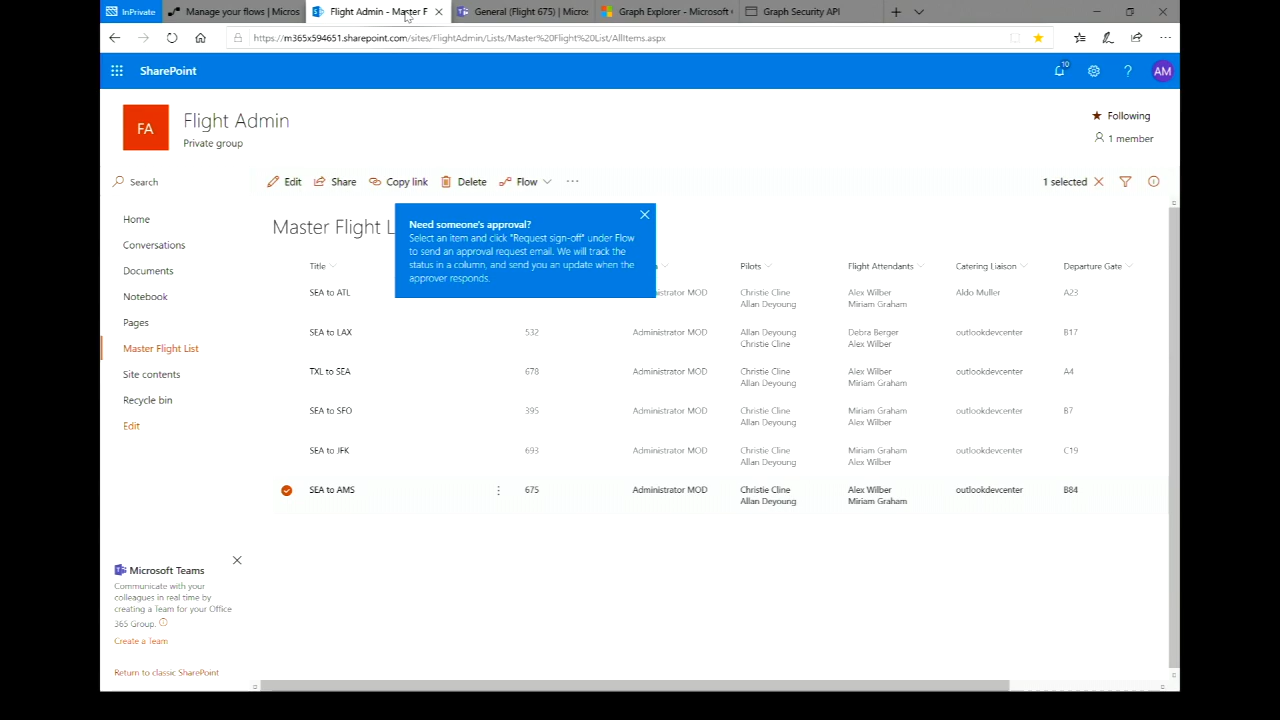 InPrivate
Manage your flows | Micros
Flight Admin - Master F
General (Flight 675) | Micros
Graph Explorer - Microsoft
Graph Security API
https://m365x594651.sharepoint.com/sites/FlightAdmin/Lists/Master%20Flight%20List/AllItems.aspx
SharePoint
10
AM
FA
Flight Admin
Private group
Following
1 member
Search
Edit
Share
Copy link
Delete
Flow
1 selected
Home
Conversations
Documents
Notebook
Pages
Master Flight List
Site contents
Recycle bin
Edit
Master Flight L
Need someone's approval?
Select an item and click "Request sign-off" under Flow
to send an approval request email. We will track the
status in a column, and send you an update when the
approver responds.
Title Pilots Flight Attendants Catering Liaison Departure Gate
SEA to ATL Administrator MOD Christie Cline Alex Wilber Aldo Muller A23
Allan Deyoung Miriam Graham
SEA to LAX 532 Administrator MOD Allan Deyoung Debra Berger outlookdevcenter B17
Christie Cline Alex Wilber
TXL to SEA 678 Administrator MOD Christie Cline Alex Wilber outlookdevcenter A4
Allan Deyoung Miriam Graham
SEA to SFO 395 Administrator MOD Christie Cline Miriam Graham outlookdevcenter B7
Allan Deyoung Alex Wilber
SEA to JFK 693 Administrator MOD Christie Cline Miriam Graham outlookdevcenter C19
Allan Deyoung Alex Wilber
SEA to AMS 675 Administrator MOD Christie Cline Alex Wilber outlookdevcenter B84
Allan Deyoung Miriam Graham
Microsoft Teams
Communicate with your
colleagues in real time by
creating a Team for your Office
365 Group.
Create a Team
Return to classic SharePoint